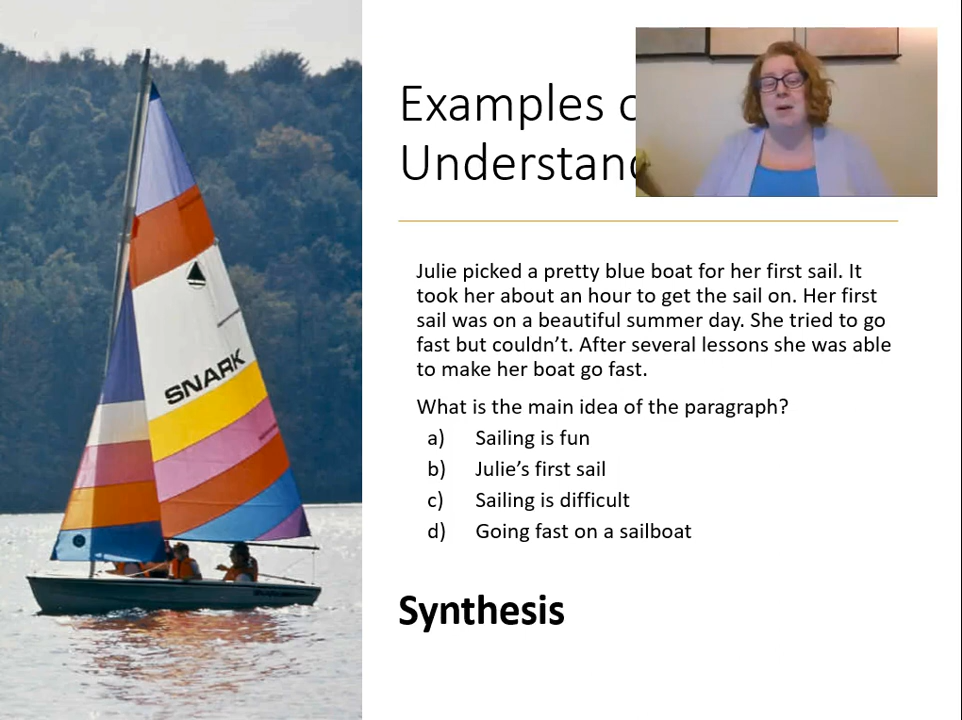 Examples
Julie picked a pretty blue boat for her first sail. It
took her about an hour to get the sail on. Her first
sail was on a beautiful summer day. She tried to go
fast but couldn’t. After several lessons she was able
to make her boat go fast.
What is the main idea of the paragraph?
a) Sailing is fun
b) Julie’s first sail
c) Sailing is difficult
d) Going fast on a sailboat
Synthesis
SNARK